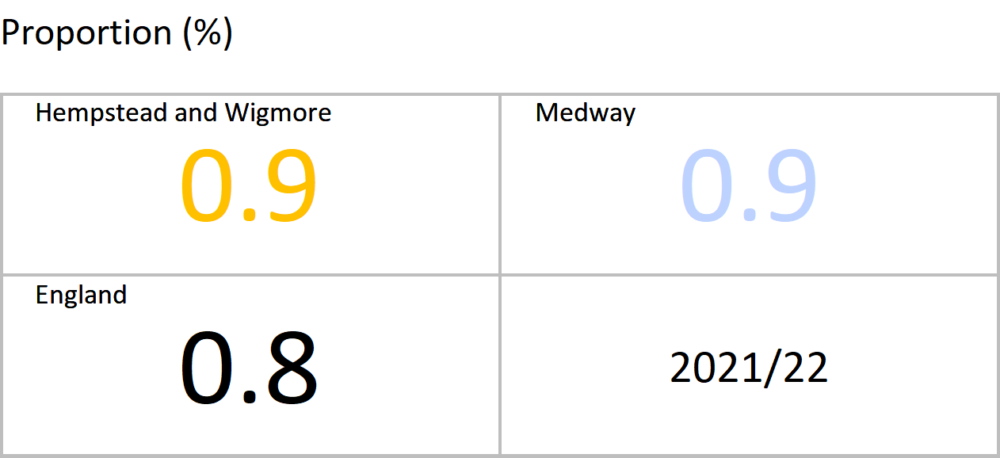 Proportion (%)
Hempstead and Wigmore
0.9
Medway
0.9
England
0.8
2021/22